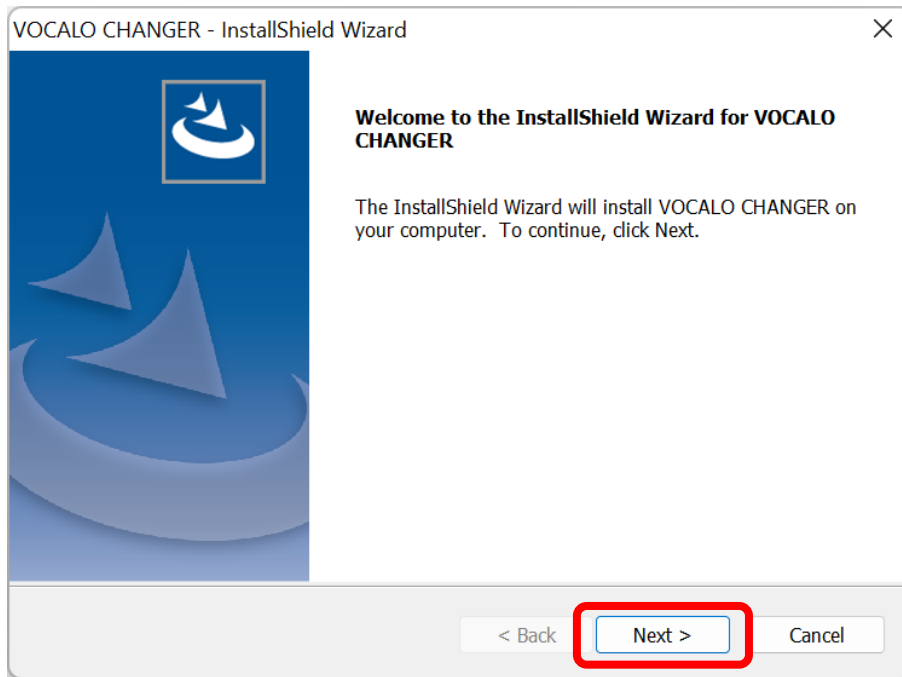 VOCALO CHANGER - InstallShield Wizard
Welcome to the InstallShield Wizard for VOCALO
CHANGER
The InstallShield Wizard will install VOCALO CHANGER on
your computer.  To continue, click Next.
< Back
Next >
Cancel